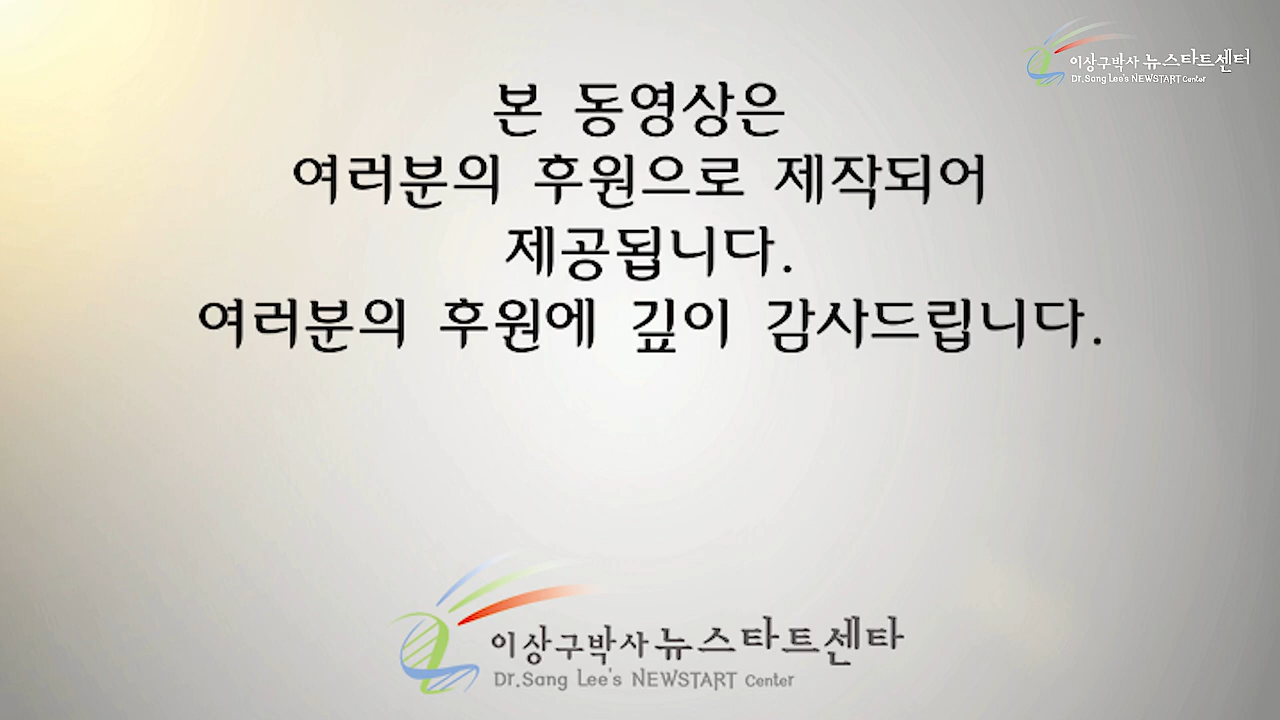 이상구박사 뉴스타트센터
Dr.Sang Lee's NEWSTART Center
본 동영상은
여러분의 후원으로 제작되어
제공됩니다.
여러분의 후원에 깊이 감사드립니다.
이상구박사 뉴스타트센타
Dr.Sang Lee's NEWSTART Center